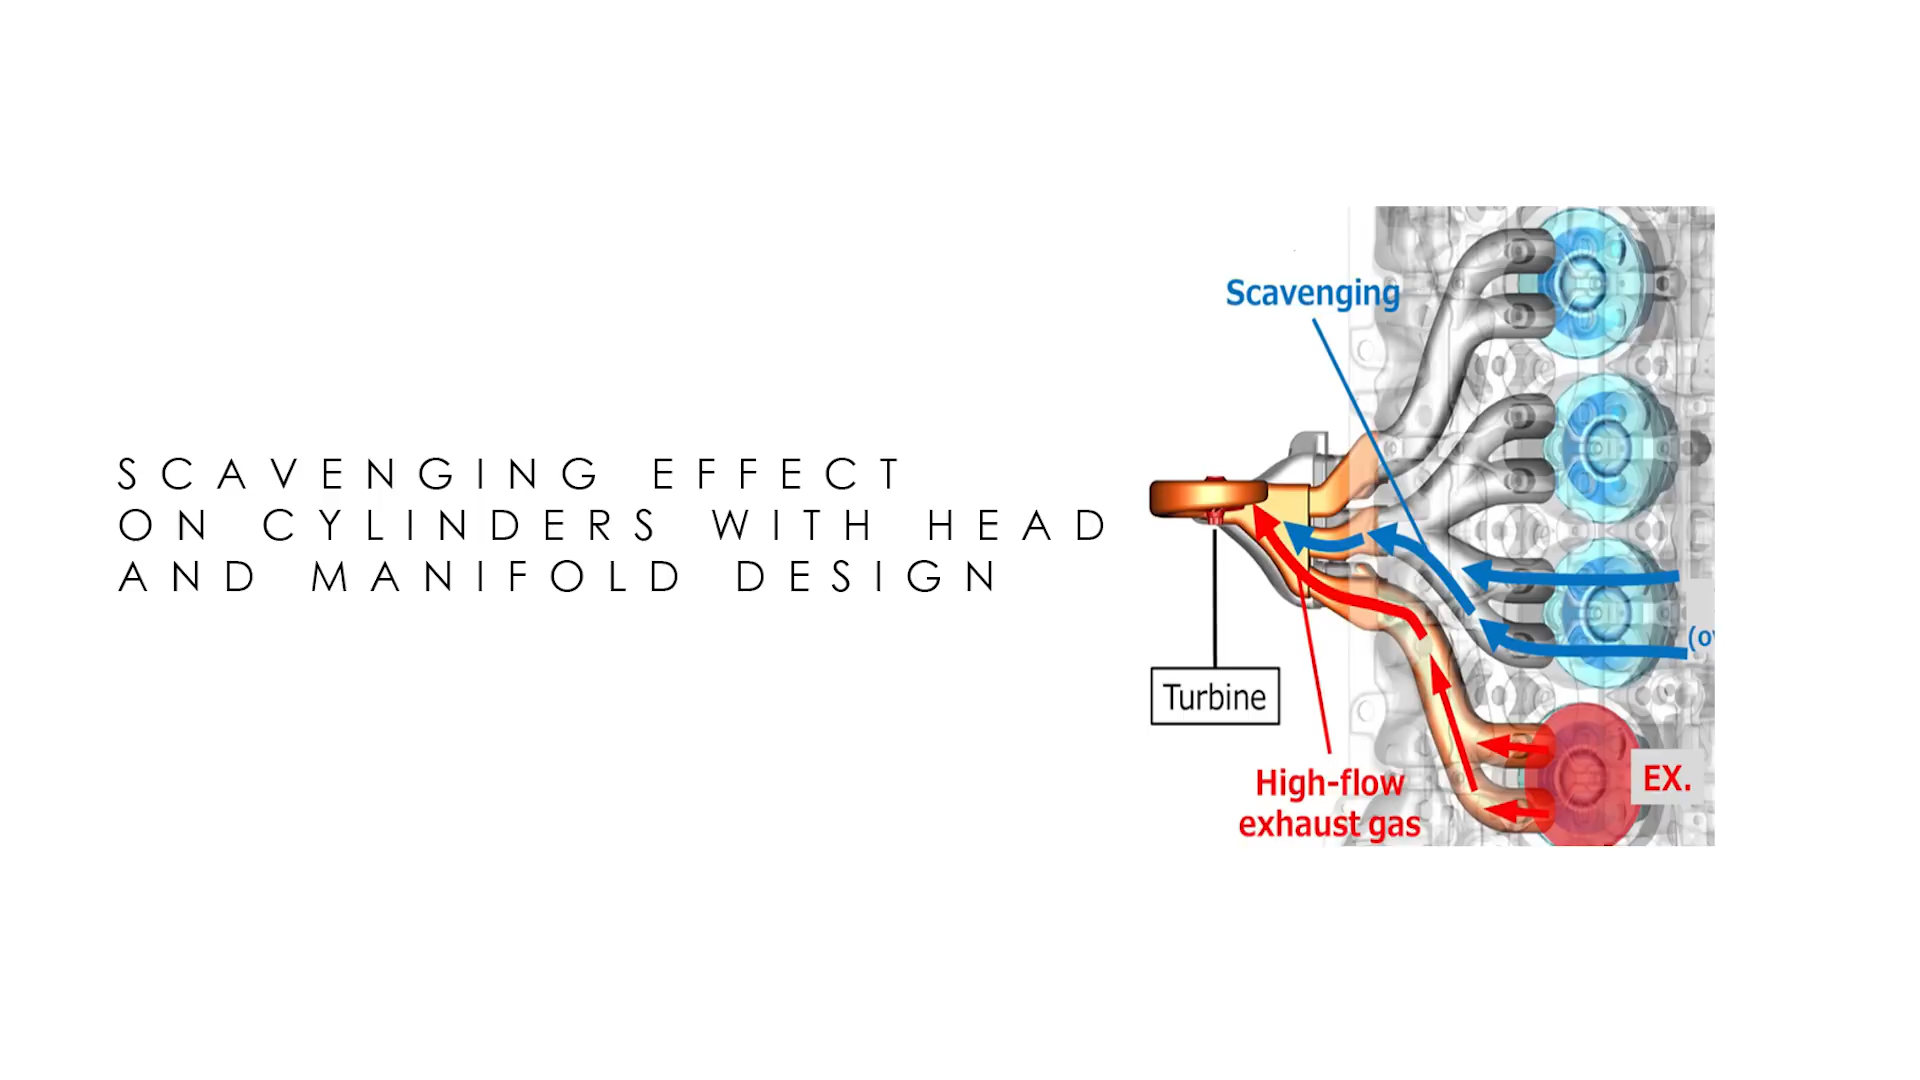 SCAVENGING EFFECT
ON CYLINDERS WITH HEAD
AND MANIFOLD DESIGN
Scavenging
Turbine
High-flow
exhaust gas
EX.